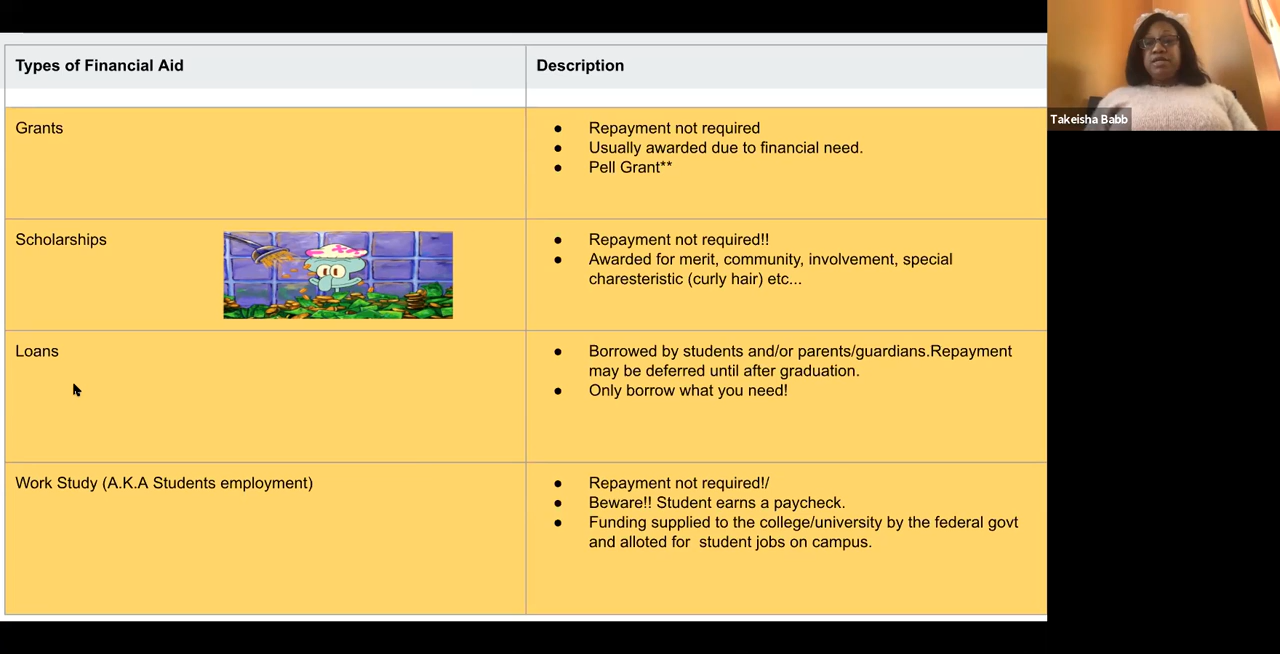 Types of Financial Aid
Description
Grants
● Repayment not required
● Usually awarded due to financial need.
● Pell Grant**
Scholarships
● Repayment not required!!
● Awarded for merit, community, involvement, special
charesteristic (curly hair) etc...
Loans
● Borrowed by students and/or parents/guardians.Repayment
may be deferred until after graduation.
● Only borrow what you need!
Work Study (A.K.A Students employment)
● Repayment not required!/
● Beware!! Student earns a paycheck.
● Funding supplied to the college/university by the federal govt
and alloted for  student jobs on campus.
Takeisha Babb